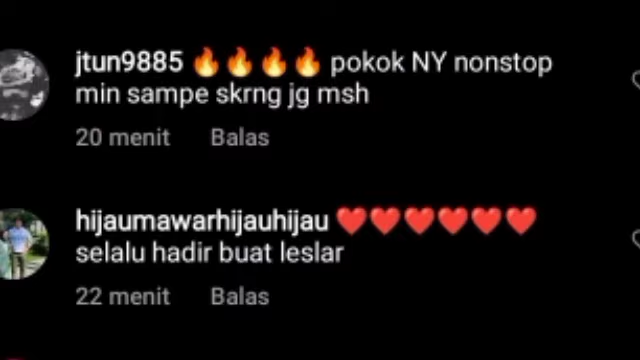 jtun9885 🔥🔥🔥🔥 pokok NY nonstop
min sampe skrng jg msh
20 menit Balas
hijaumawarhijauhijau ❤️❤️❤️❤️❤️❤️
selalu hadir buat leslar
22 menit Balas